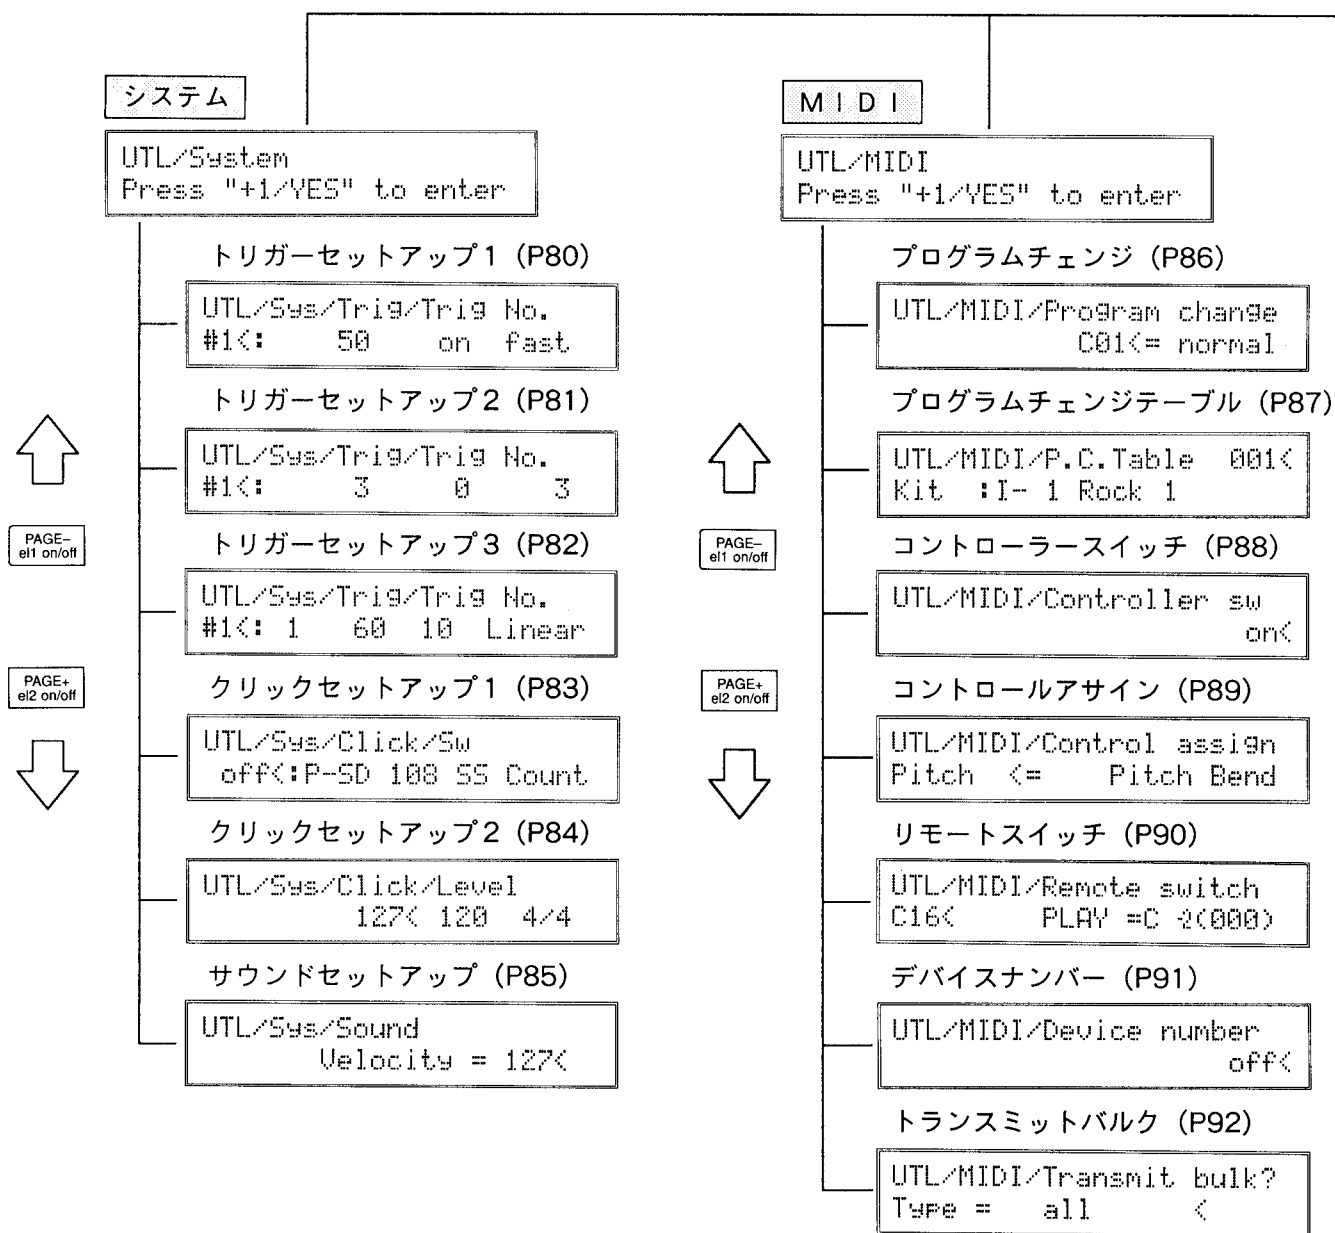 システム
UTL/System
Press "+1/YES" to enter
トリガーセットアップ1 (P80)
UTL/Sys/Trig/Trig No.
#1<: 50 on fast
トリガーセットアップ2 (P81)
UTL/Sys/Trig/Trig No.
#1<: 3 0 3
トリガーセットアップ3 (P82)
UTL/Sys/Trig/Trig No.
#1<: 1 60 10 Linear
クリックセットアップ1 (P83)
UTL/Sys/Click/Sw
off<:P-SD 108 SS Count
クリックセットアップ2 (P84)
UTL/Sys/Click/Level
127< 120 4/4
サウンドセットアップ (P85)
UTL/Sys/Sound
Velocity = 127<
PAGE−
el1 on/off
PAGE+
el2 on/off
MIDI
UTL/MIDI
Press "+1/YES" to enter
プログラムチェンジ (P86)
UTL/MIDI/Program change
C01<= normal
プログラムチェンジテーブル (P87)
UTL/MIDI/P.C.Table 001<
Kit :I- 1 Rock 1
コントローラースイッチ (P88)
UTL/MIDI/Controller sw
on<
コントロールアサイン (P89)
UTL/MIDI/Control assign
Pitch <= Pitch Bend
リモートスイッチ (P90)
UTL/MIDI/Remote switch
C16< PLAY =C -2(000)
デバイスナンバー (P91)
UTL/MIDI/Device number
off<
トランスミットバルク (P92)
UTL/MIDI/Transmit bulk?
Type = all <
PAGE−
el1 on/off
PAGE+
el2 on/off